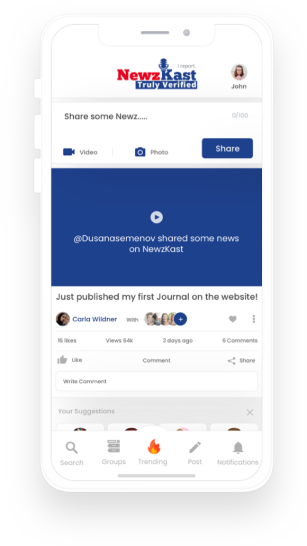 i report.
NewzKast
Truly Verified
John
Share some Newz.....
0/100
Video
Photo
Share
@Dusanasemenov shared some news
on NewzKast
Just published my first Journal on the website!
Carla Wildner with +
16 likes Views 64k 3 days ago 6 Comments
Like Comment Share
Write Comment
Your Suggestions
Search Groups Trending Post Notifications